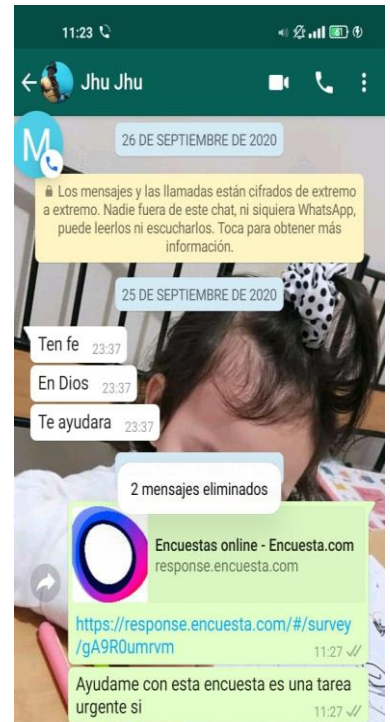 11:23
Jhu Jhu
M
26 DE SEPTIEMBRE DE 2020
Los mensajes y las llamadas están cifrados de extremo
a extremo. Nadie fuera de este chat, ni siquiera WhatsApp,
puede leerlos ni escucharlos. Toca para obtener más
información.
25 DE SEPTIEMBRE DE 2020
Ten fe 23:37
En Dios 23:37
Te ayudara 23:37
2 mensajes eliminados
Encuestas online - Encuesta.com
response.encuesta.com
https://response.encuesta.com/#/survey
/gA9R0umrvm 11:27
Ayudame con esta encuesta es una tarea
urgente si 11:27